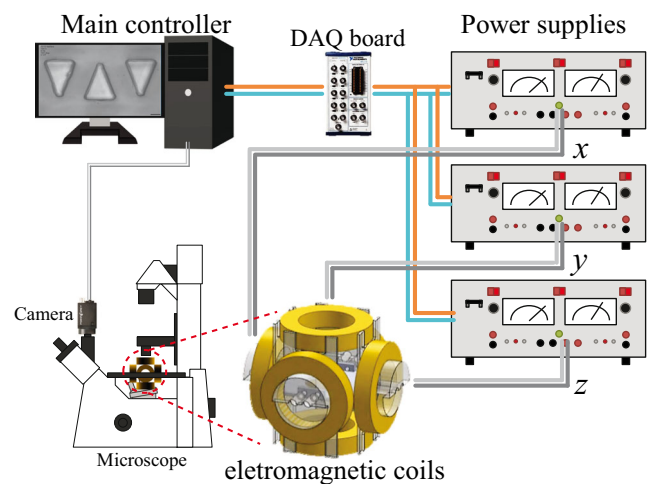 Main controller
DAQ board
Power supplies
x
y
z
Camera
Microscope
eletromagnetic coils